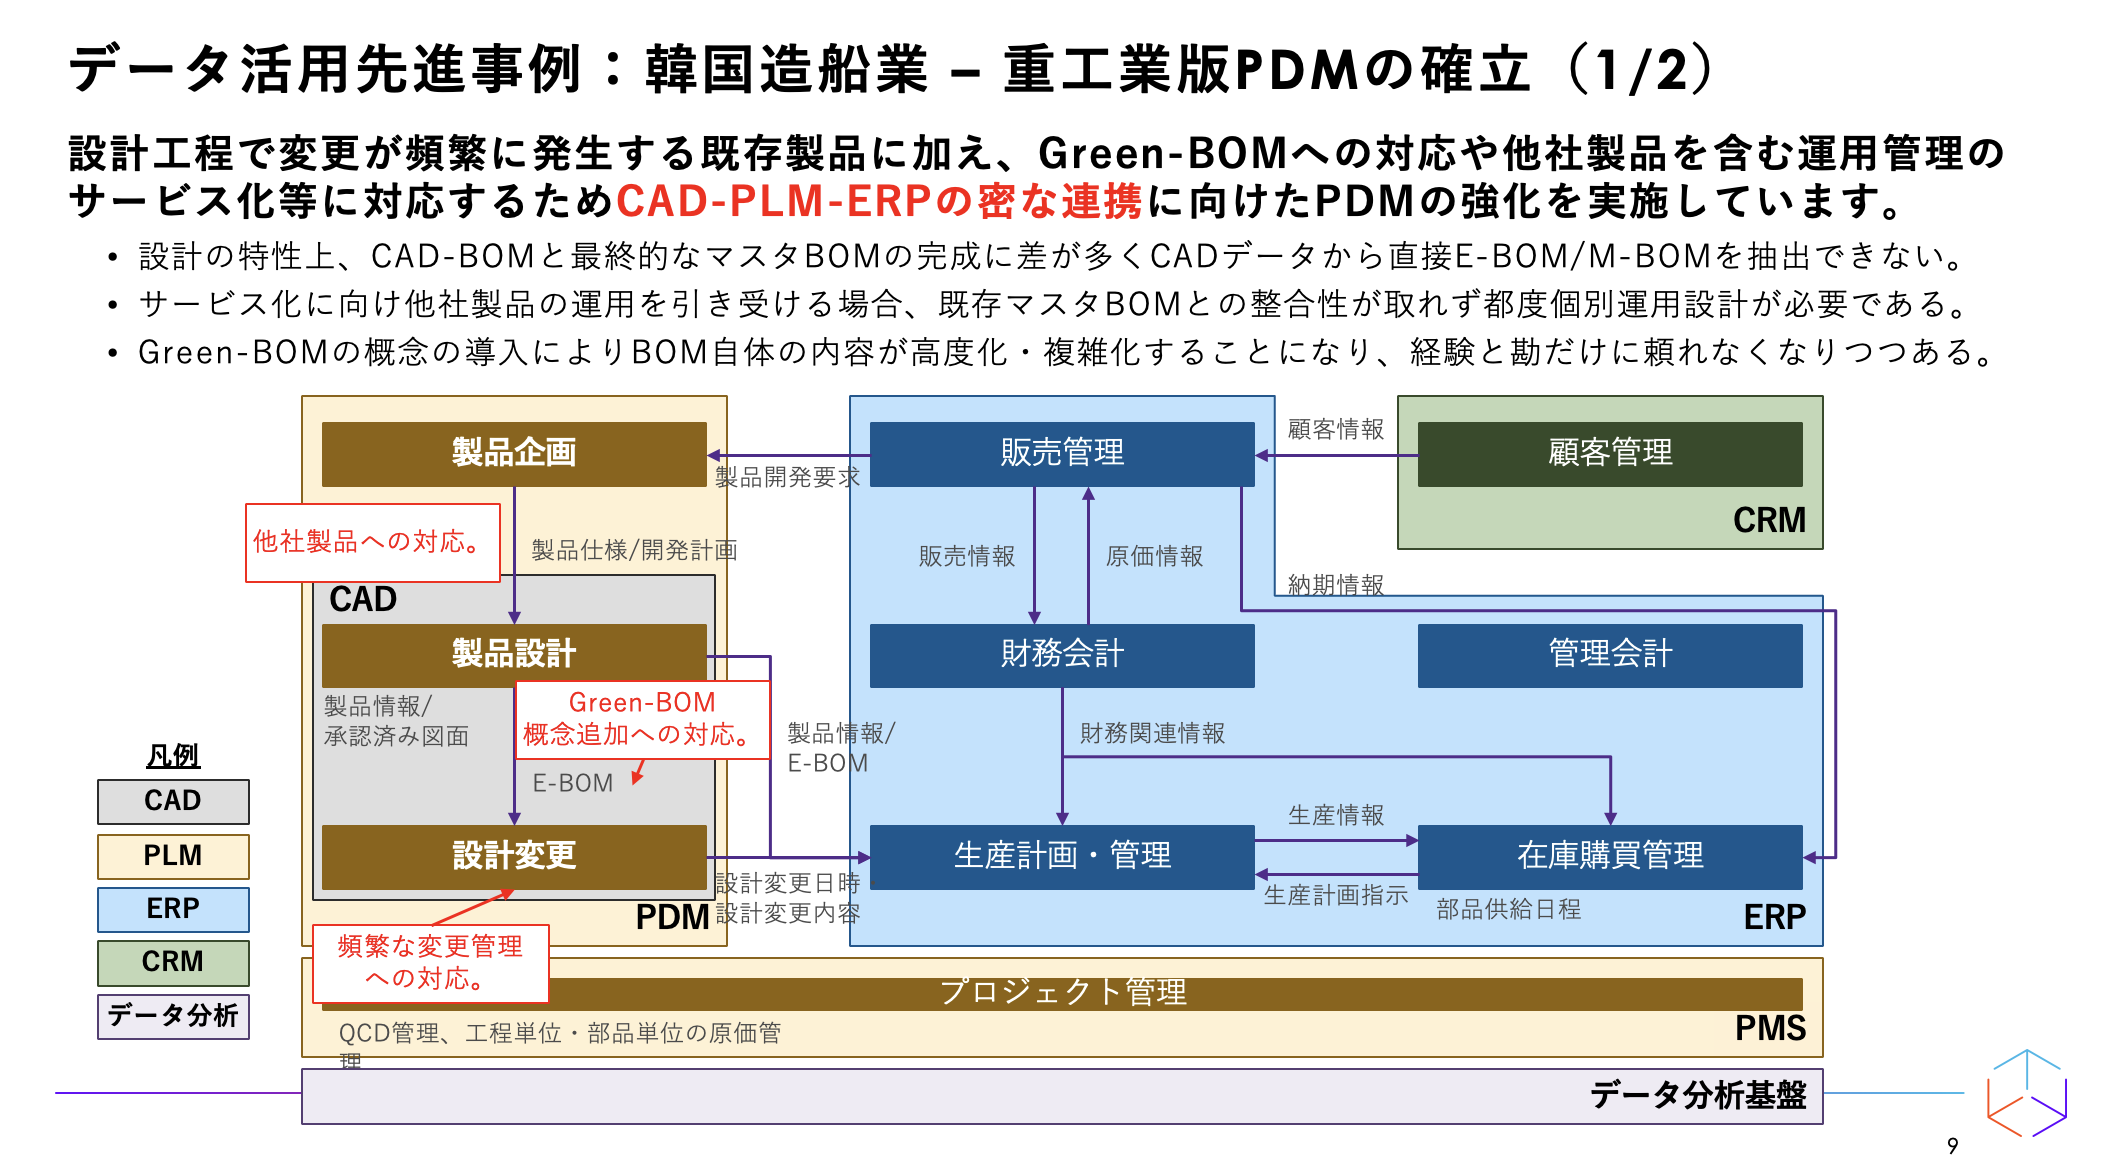 データ活用先進事例：韓国造船業 – 重工業版PDMの確立（1/2）
設計工程で変更が頻繁に発生する既存製品に加え、Green-BOMへの対応や他社製品を含む運用管理の
サービス化等に対応するためCAD-PLM-ERPの密な連携に向けたPDMの強化を実施しています。
• 設計の特性上、CAD-BOMと最終的なマスタBOMの完成に差が多くCADデータから直接E-BOM/M-BOMを抽出できない。
• サービス化に向け他社製品の運用を引き受ける場合、既存マスタBOMとの整合性が取れず都度個別運用設計が必要である。
• Green-BOMの概念の導入によりBOM自体の内容が高度化・複雑化することになり、経験と勘だけに頼れなくなりつつある。
製品企画
販売管理
顧客情報
顧客管理
製品開発要求
CRM
他社製品への対応。
製品仕様/開発計画
販売情報
原価情報
納期情報
CAD
製品設計
財務会計
管理会計
製品情報/
承認済み図面
Green-BOM
概念追加への対応。
製品情報/
E-BOM
財務関連情報
E-BOM
生産情報
設計変更
生産計画・管理
在庫購買管理
設計変更日時
設計変更内容
生産計画指示
部品供給日程
PDM
ERP
頻繁な変更管理
への対応。
プロジェクト管理
QCD管理、工程単位・部品単位の原価管
理
PMS
データ分析基盤
凡例
CAD
PLM
ERP
CRM
データ分析
9